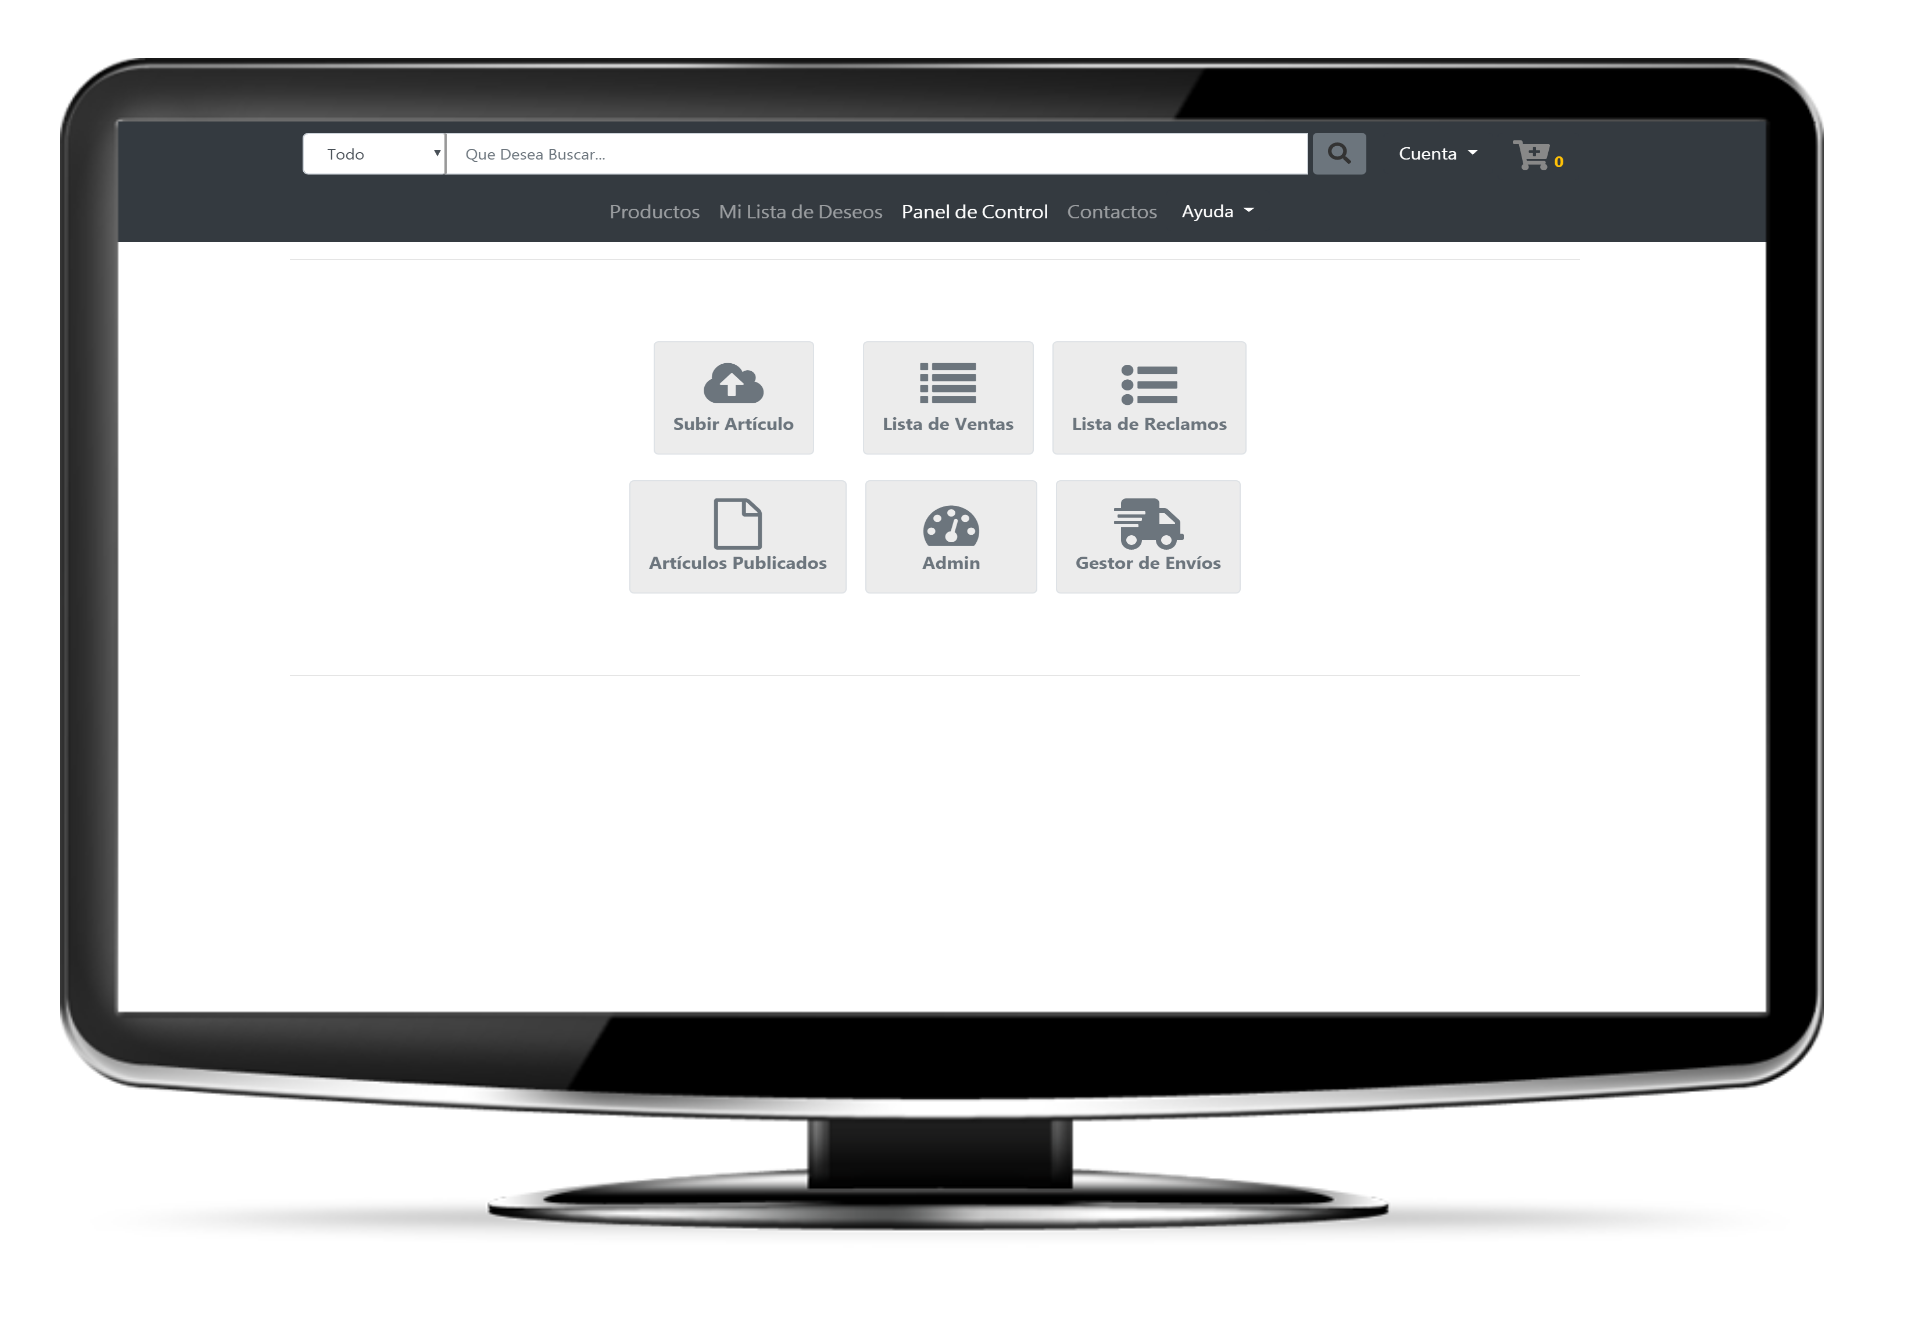 Todo Que Desea Buscar... Cuenta 0
Productos Mi Lista de Deseos Panel de Control Contactos Ayuda
Subir Artículo Lista de Ventas Lista de Reclamos
Artículos Publicados Admin Gestor de Envíos